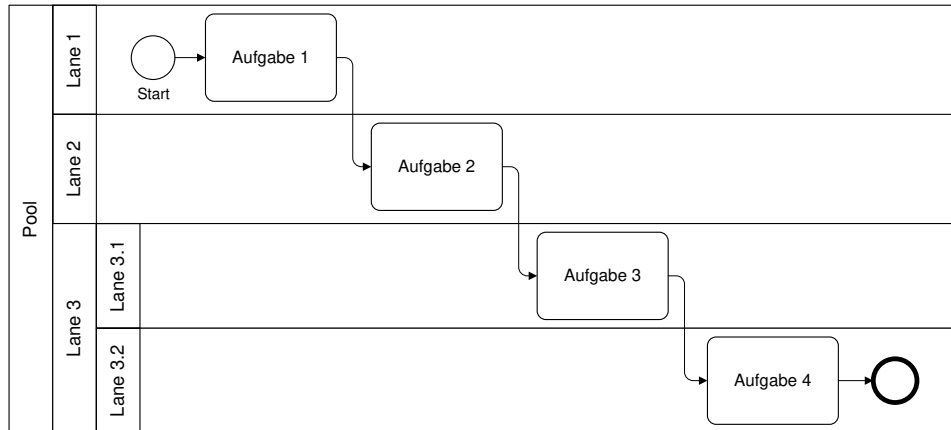 Pool
Lane 1
Start
Aufgabe 1
Lane 2
Aufgabe 2
Lane 3
Lane 3.1
Aufgabe 3
Lane 3.2
Aufgabe 4